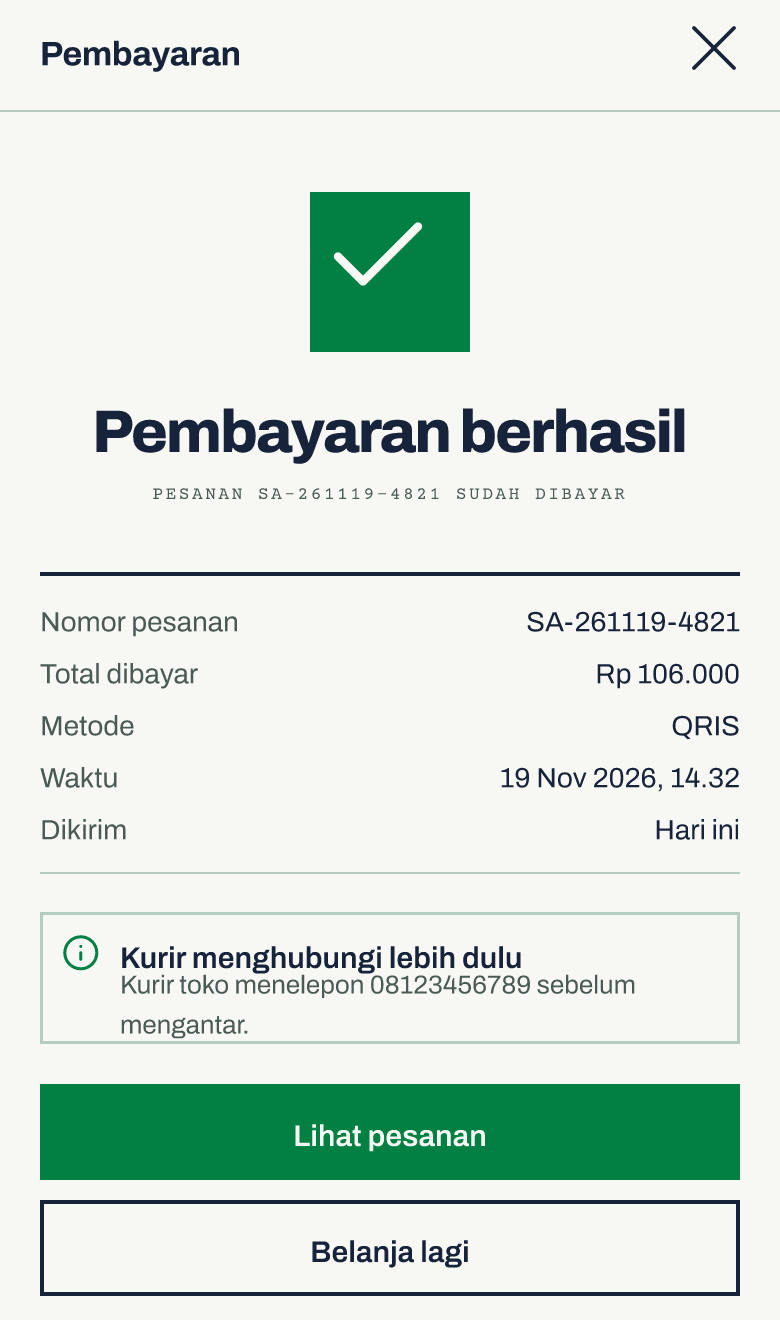 Pembayaran
Pembayaran berhasil
PESANAN SA-261119-4821 SUDAH DIBAYAR
Nomor pesanan SA-261119-4821
Total dibayar Rp 106.000
Metode QRIS
Waktu 19 Nov 2026, 14.32
Dikirim Hari ini
Kurir menghubungi lebih dulu
Kurir toko menelepon 08123456789 sebelum
mengantar.
Lihat pesanan
Belanja lagi